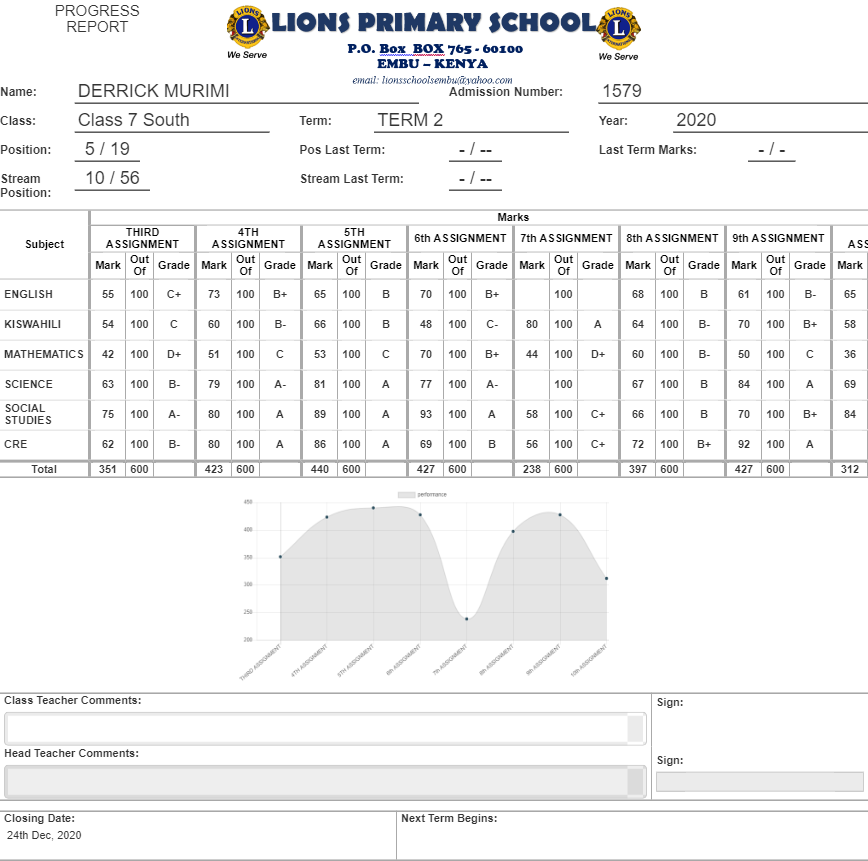 PROGRESS
REPORT
LIONS
L
INTERNATIONAL
We Serve
LIONS PRIMARY SCHOOL
P.O. Box BOX 765 - 60100
EMBU – KENYA
email: lionsschoolsembu@yahoo.com
LIONS
L
INTERNATIONAL
We Serve
Name: DERRICK MURIMI Admission Number: 1579
Class: Class 7 South Term: TERM 2 Year: 2020
Position: 5 / 19 Pos Last Term: - / -- Last Term Marks: - / -
Stream Position: 10 / 56 Stream Last Term: - / --
Marks
Subject THIRD ASSIGNMENT 4TH ASSIGNMENT 5TH ASSIGNMENT 6th ASSIGNMENT 7th ASSIGNMENT 8th ASSIGNMENT 9th ASSIGNMENT ASS
Mark Out Of Grade Mark Out Of Grade Mark Out Of Grade Mark Out Of Grade Mark Out Of Grade Mark Out Of Grade Mark Out Of Grade Mark
ENGLISH 55 100 C+ 73 100 B+ 65 100 B 70 100 B+ 100 68 100 B 61 100 B- 65
KISWAHILI 54 100 C 60 100 B- 66 100 B 48 100 C- 80 100 A 64 100 B- 70 100 B+ 58
MATHEMATICS 42 100 D+ 51 100 C 53 100 C 70 100 B+ 44 100 D+ 60 100 B- 50 100 C 36
SCIENCE 63 100 B- 79 100 A- 81 100 A 77 100 A- 100 67 100 B 84 100 A 69
SOCIAL STUDIES 75 100 A- 80 100 A 89 100 A 93 100 A 58 100 C+ 66 100 B 70 100 B+ 84
CRE 62 100 B- 80 100 A 86 100 A 69 100 B 56 100 C+ 72 100 B+ 92 100 A
Total 351 600 423 600 440 600 427 600 238 600 397 600 427 600 312
performance
450
400
350
300
250
200
THIRD ASSIGNMENT 4TH ASSIGNMENT 5TH ASSIGNMENT 6th ASSIGNMENT 7th ASSIGNMENT 8th ASSIGNMENT 9th ASSIGNMENT 10th ASSIGNMENT
Class Teacher Comments: Sign:
Head Teacher Comments: Sign:
Closing Date: Next Term Begins:
24th Dec, 2020